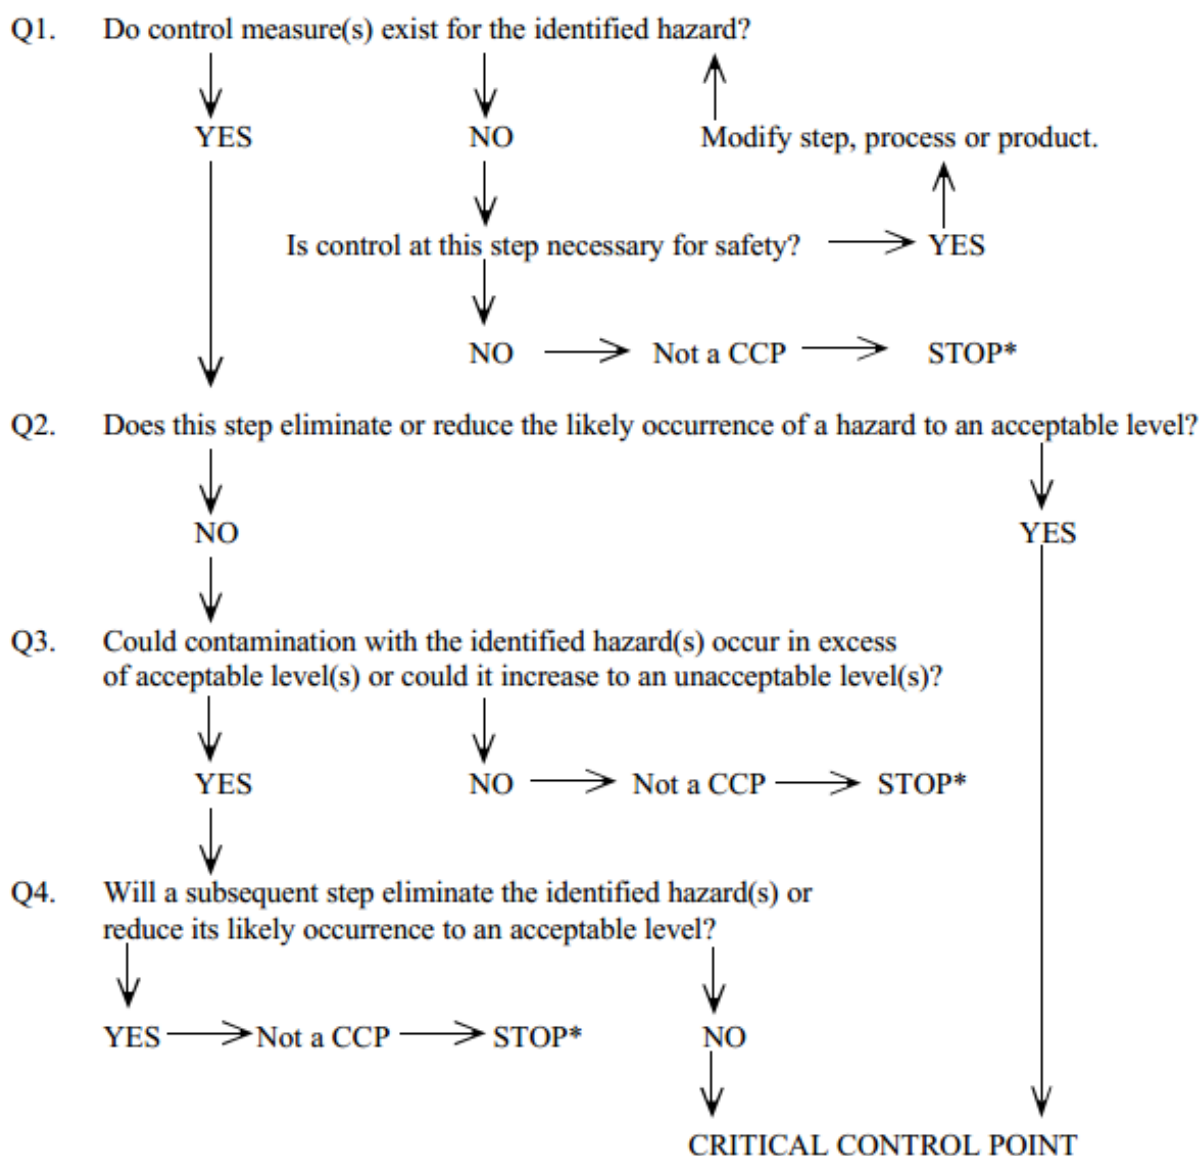 Q1. Do control measure(s) exist for the identified hazard?
YES NO Modify step, process or product.
Is control at this step necessary for safety? YES
NO Not a CCP STOP*
Q2. Does this step eliminate or reduce the likely occurrence of a hazard to an acceptable level?
NO YES
Q3. Could contamination with the identified hazard(s) occur in excess
of acceptable level(s) or could it increase to an unacceptable level(s)?
YES NO Not a CCP STOP*
Q4. Will a subsequent step eliminate the identified hazard(s) or
reduce its likely occurrence to an acceptable level?
YES Not a CCP STOP* NO
CRITICAL CONTROL POINT